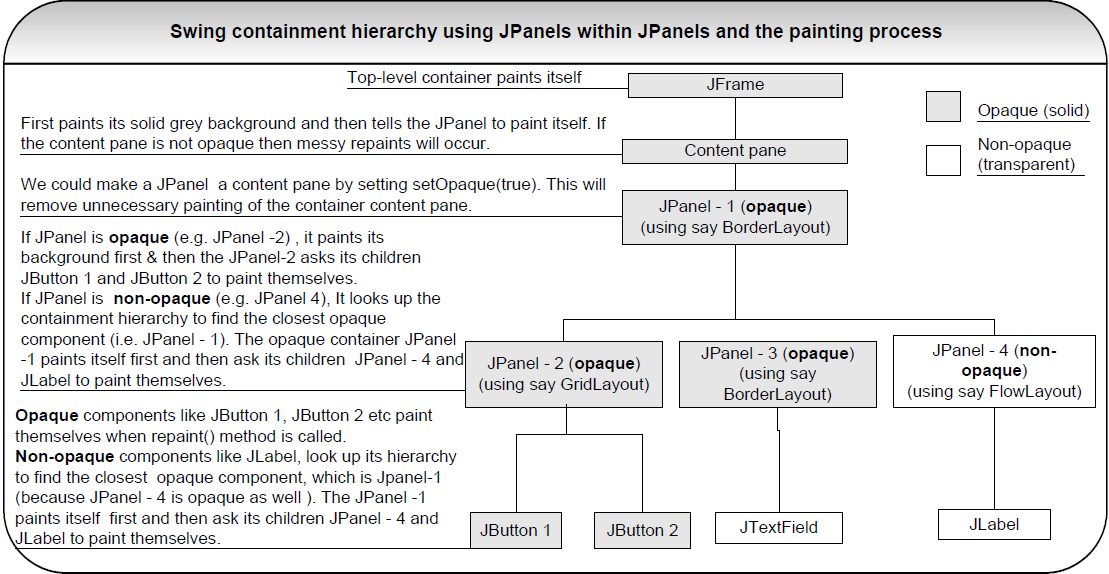 Swing containment hierarchy using JPanels within JPanels and the painting process
Top-level container paints itself
JFrame
Opaque (solid)
Non-opaque
(transparent)
First paints its solid grey background and then tells the JPanel to paint itself. If
the content pane is not opaque then messy repaints will occur.
Content pane
We could make a JPanel a content pane by setting setOpaque(true). This will
remove unnecessary painting of the container content pane.
JPanel - 1 (opaque)
(using say BorderLayout)
If JPanel is opaque (e.g. JPanel -2) , it paints its
background first & then the JPanel-2 asks its children
JButton 1 and JButton 2 to paint themselves.
If JPanel is non-opaque (e.g. JPanel 4), It looks up the
containment hierarchy to find the closest opaque
component (i.e. JPanel - 1). The opaque container JPanel
-1 paints itself first and then ask its children JPanel - 4 and
JLabel to paint themselves.
JPanel - 2 (opaque)
(using say GridLayout)
JPanel - 3 (opaque)
(using say
BorderLayout)
JPanel - 4 (non-
opaque)
(using say FlowLayout)
Opaque components like JButton 1, JButton 2 etc paint
themselves when repaint() method is called.
Non-opaque components like JLabel, look up its hierarchy
to find the closest opaque component, which is Jpanel-1
(because JPanel - 4 is opaque as well ). The JPanel -1
paints itself first and then ask its children JPanel - 4 and
JLabel to paint themselves.
JButton 1
JButton 2
JTextField
JLabel